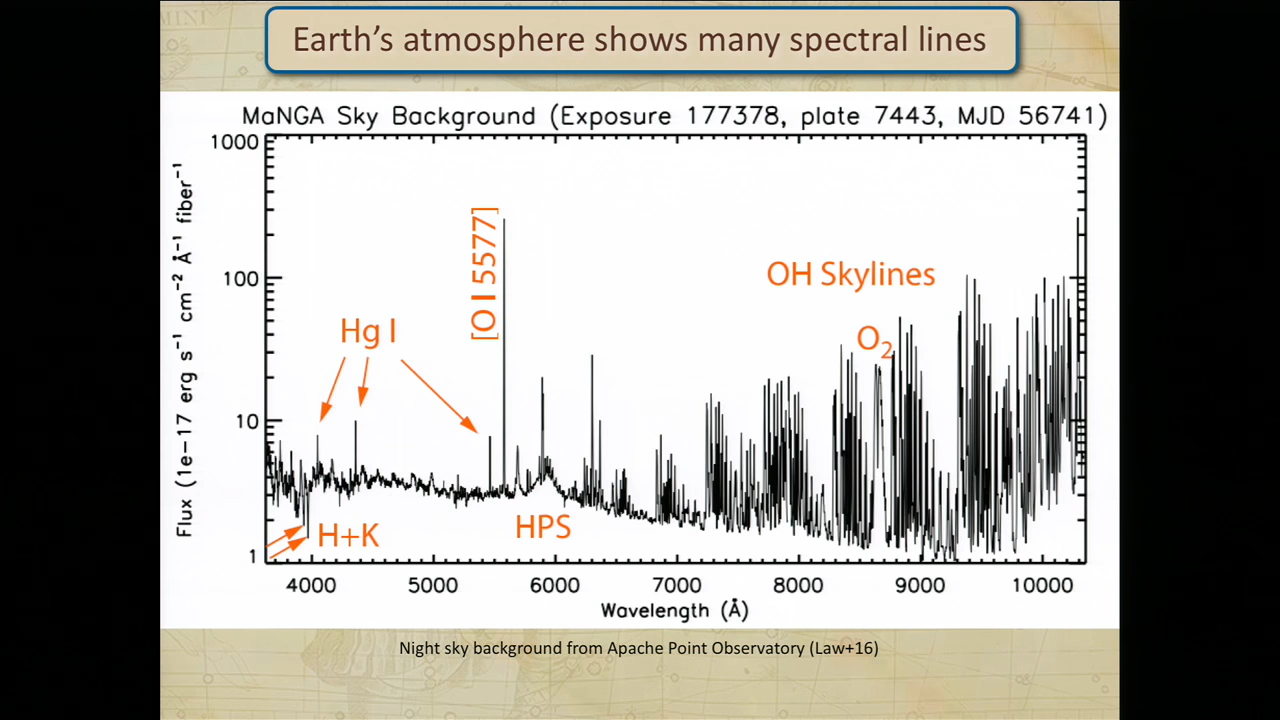 Earth's atmosphere shows many spectral lines
MaNGA Sky Background (Exposure 177378, plate 7443, MJD 56741)
1000
100
10
1
Flux (1e−17 erg s⁻¹ cm⁻² Å⁻¹ fiber⁻¹)
Hg I
[O I 5577]
OH Skylines
O₂
H+K
HPS
4000 5000 6000 7000 8000 9000 10000
Wavelength (Å)
Night sky background from Apache Point Observatory (Law+16)